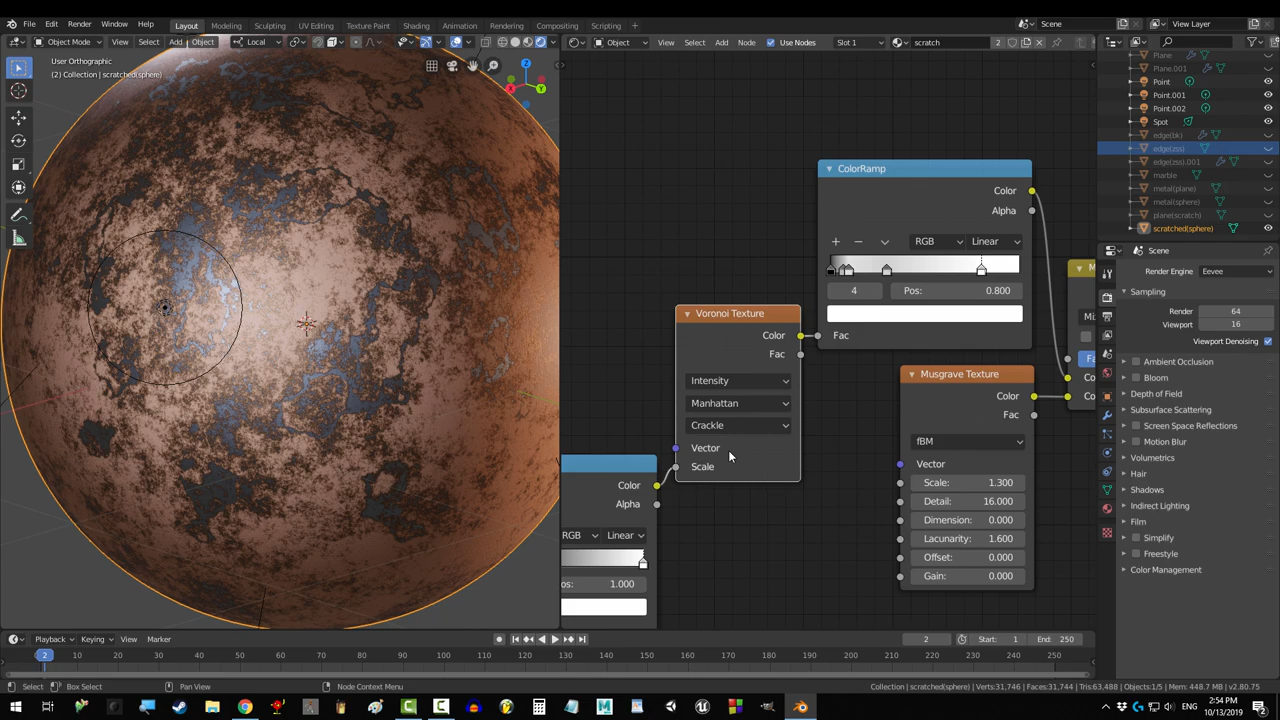 File Edit Render Window Help Layout Modeling Sculpting UV Editing Texture Paint Shading Animation Rendering Compositing Scripting + Scene View Layer
Object Mode View Select Add Object Local Object View Select Add Node Use Nodes Slot 1 scratch 2
User Orthographic
(2) Collection | scratched(sphere)
Plane
Plane.001
Point
Point.001
Point.002
Spot
edge(bk)
edge(zss)
edge(zss).001
marble
metal(plane)
metal(sphere)
plane(scratch)
scratched(sphere)
ColorRamp
Color
Alpha
RGB Linear
4 Pos: 0.800
Fac
Voronoi Texture
Color
Fac
Intensity
Manhattan
Crackle
Vector
Scale
Musgrave Texture
Color
Fac
fBM
Vector
Scale: 1.300
Detail: 16.000
Dimension: 0.000
Lacunarity: 1.600
Offset: 0.000
Gain: 0.000
Color
Alpha
RGB Linear
os: 1.000
M
Mi
F
Co
Co
Scene
Render Engine Eevee
Sampling
Render 64
Viewport 16
Viewport Denoising
Ambient Occlusion
Bloom
Depth of Field
Subsurface Scattering
Screen Space Reflections
Motion Blur
Volumetrics
Hair
Shadows
Indirect Lighting
Film
Simplify
Freestyle
Color Management
Playback Keying View Marker 2 Start: 1 End: 250
2 10 20 30 40 50 60 70 80 90 100 110 120 130 140 150 160 170 180 190 200 210 220 230 240 250
Select Box Select Pan View Node Context Menu Collection | scratched(sphere) | Verts:31,746 | Faces:31,744 | Tris:63,488 | Objects:1/5 | Mem: 448.7 MB | v2.80.75
2:54 PM
10/13/2019